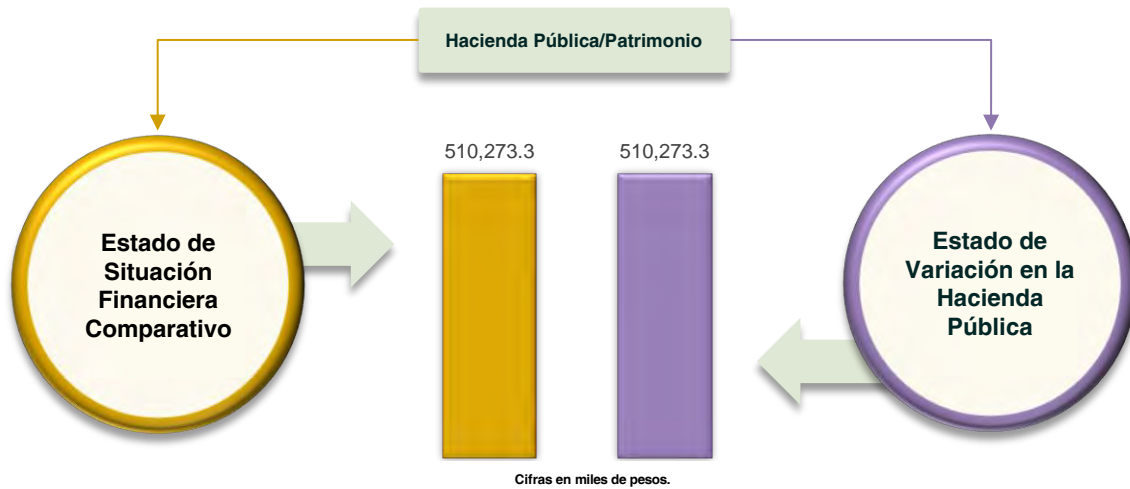 Hacienda Pública/Patrimonio
510,273.3
510,273.3
Estado de
Situación
Financiera
Comparativo
Estado de
Variación en la
Hacienda
Pública
Cifras en miles de pesos.